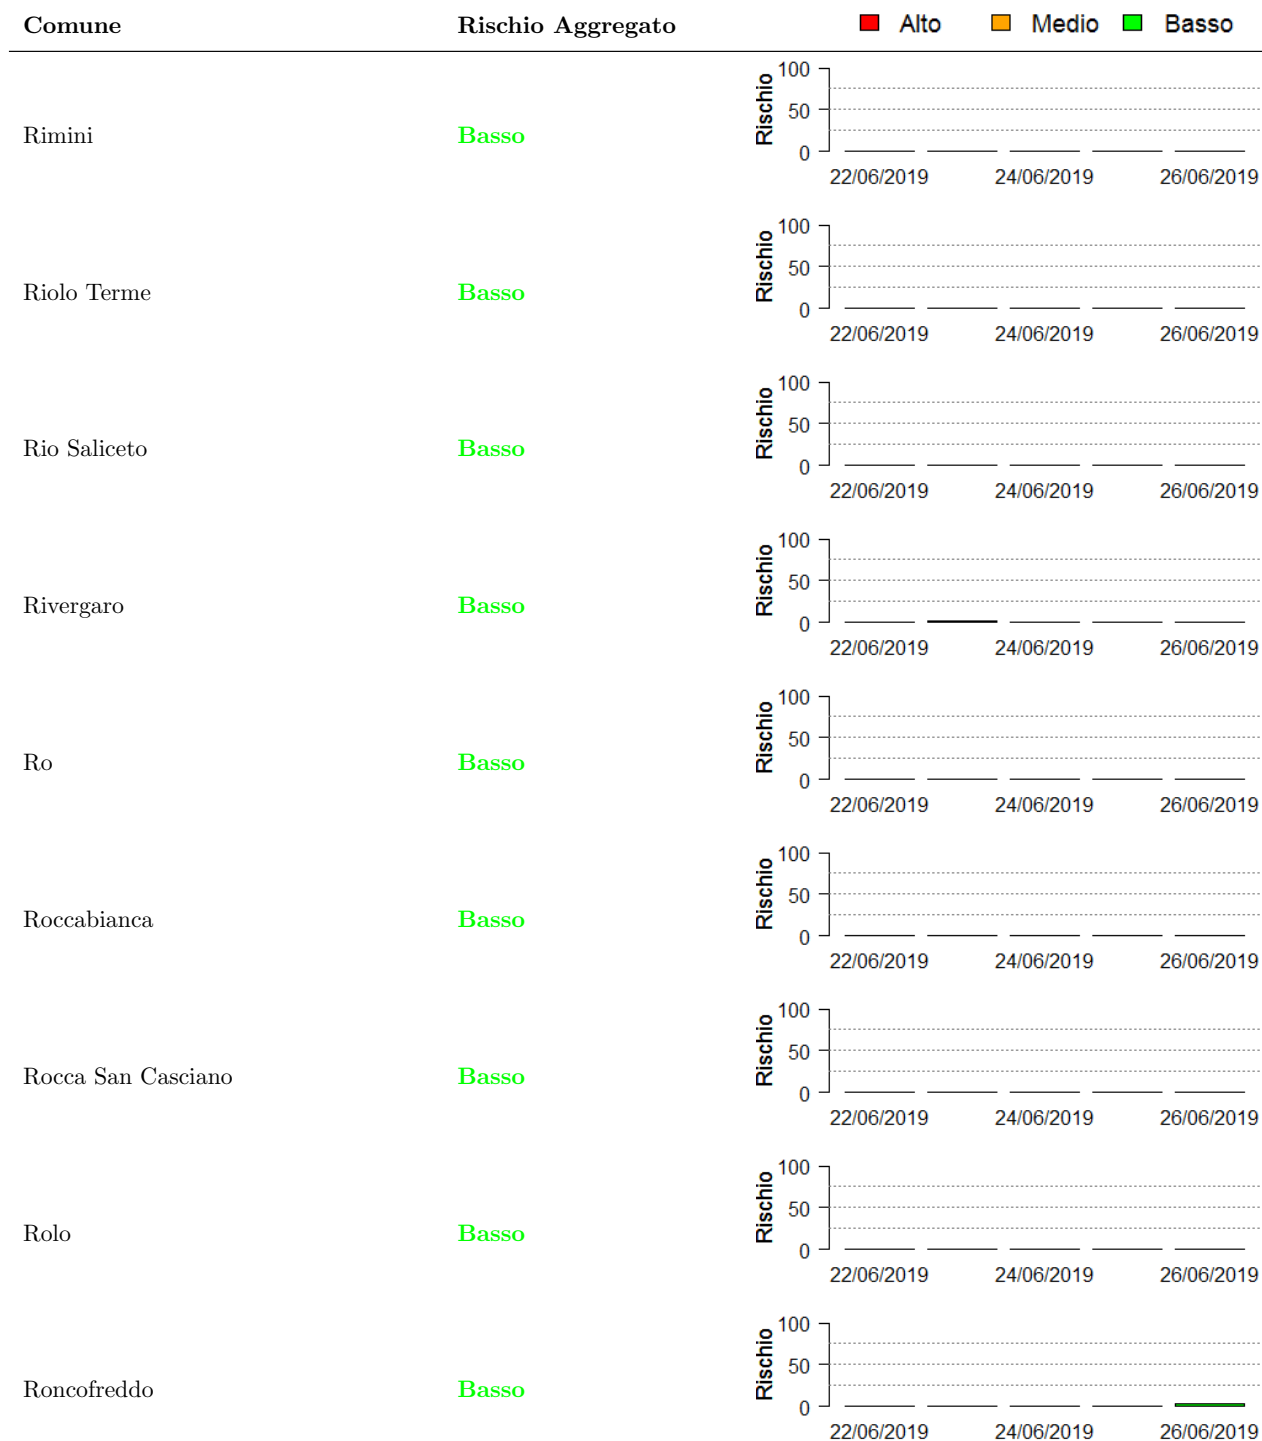 Comune Rischio Aggregato Alto Medio Basso
100
Rischio
50
Rimini Basso
0
22/06/2019 24/06/2019 26/06/2019
100
Rischio
50
Riolo Terme Basso
0
22/06/2019 24/06/2019 26/06/2019
100
Rischio
50
Rio Saliceto Basso
0
22/06/2019 24/06/2019 26/06/2019
100
Rischio
50
Rivergaro Basso
0
22/06/2019 24/06/2019 26/06/2019
100
Rischio
50
Ro Basso
0
22/06/2019 24/06/2019 26/06/2019
100
Rischio
50
Roccabianca Basso
0
22/06/2019 24/06/2019 26/06/2019
100
Rischio
50
Rocca San Casciano Basso
0
22/06/2019 24/06/2019 26/06/2019
100
Rischio
50
Rolo Basso
0
22/06/2019 24/06/2019 26/06/2019
100
Rischio
50
Roncofreddo Basso
0
22/06/2019 24/06/2019 26/06/2019